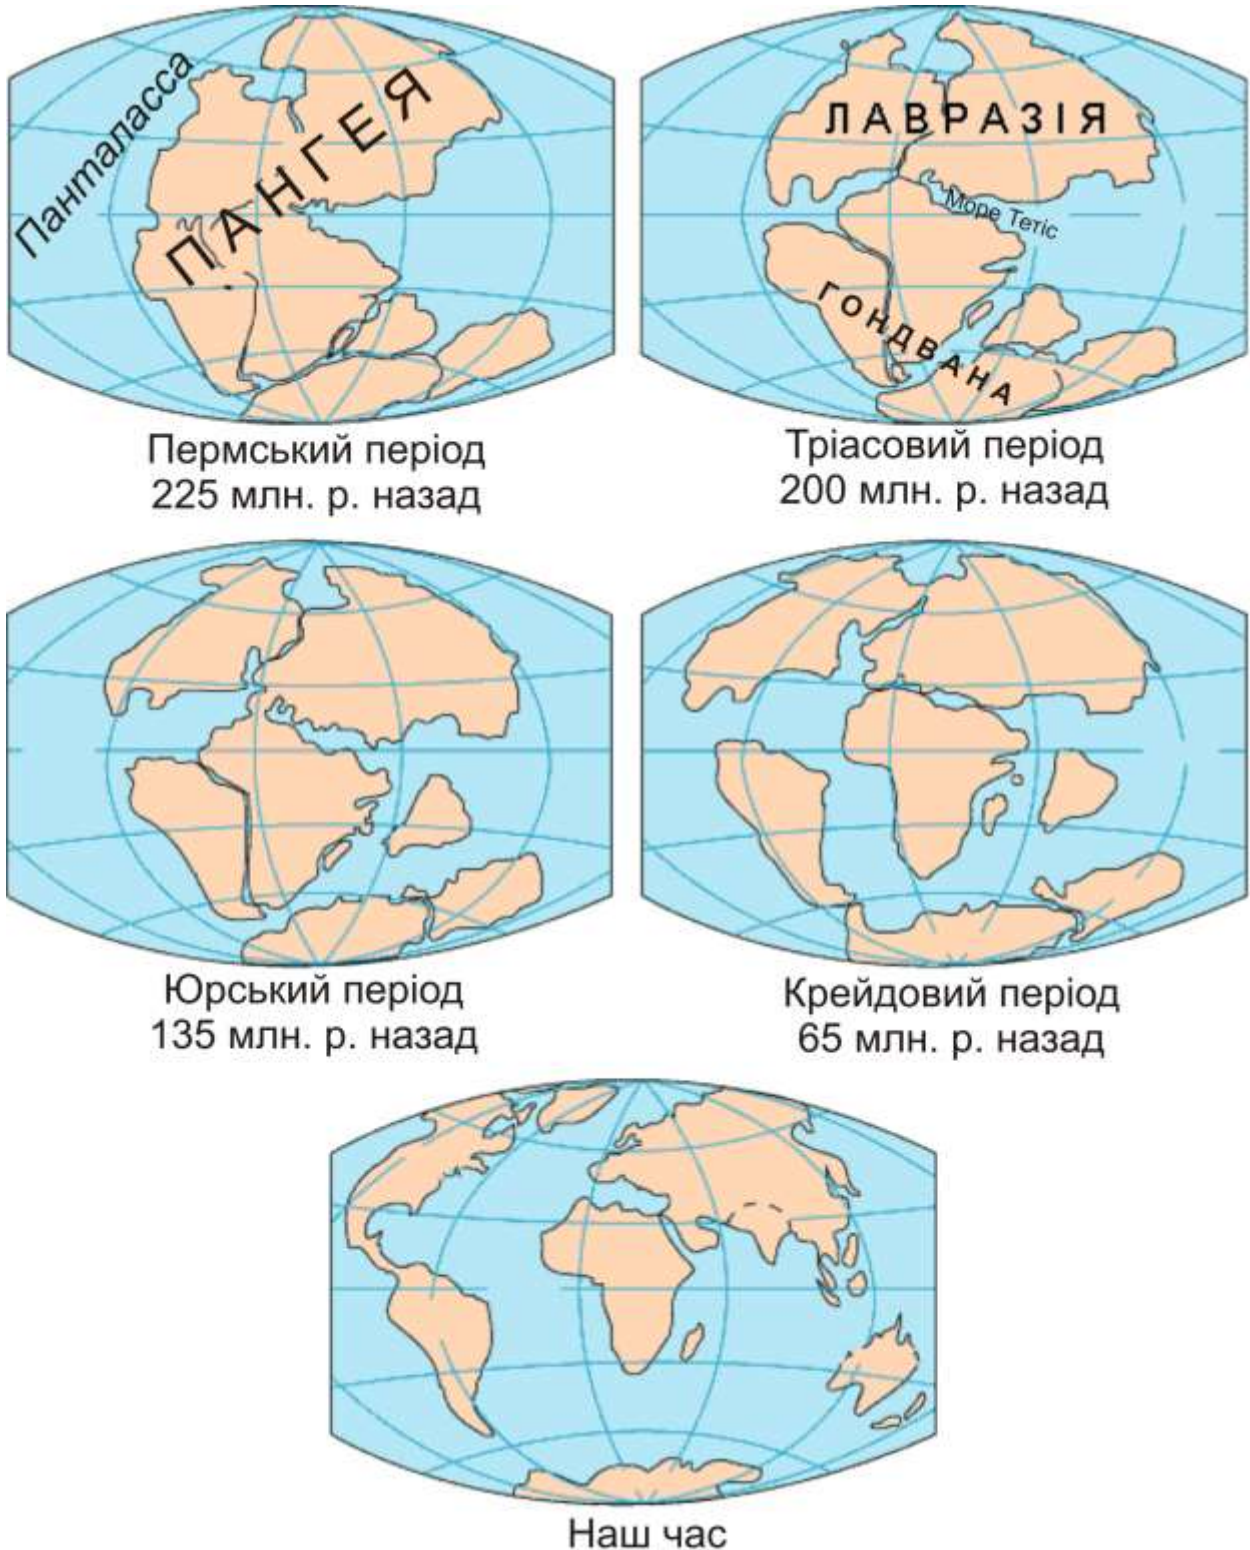 Панталасса
ПАНГЕЯ
Пермський період
225 млн. р. назад
ЛАВРАЗІЯ
Море Тетіс
ГОНДВАНА
Тріасовий період
200 млн. р. назад
Юрський період
135 млн. р. назад
Крейдовий період
65 млн. р. назад
Наш час